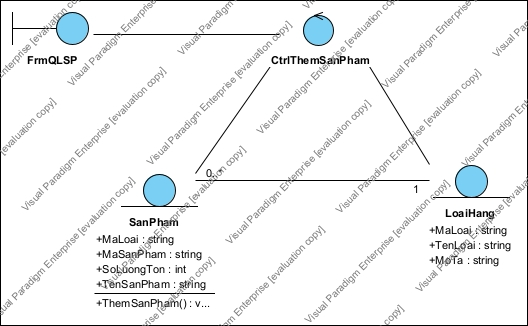 FrmQLSP
CtrlThemSanPham
0..*
1
SanPham
+MaLoai : string
+MaSanPham : string
+SoLuongTon : int
+TenSanPham : string
+ThemSanPham() : v...
LoaiHang
+MaLoai : string
+TenLoai : string
+MoTa : string
Visual Paradigm Enterprise [evaluation copy]